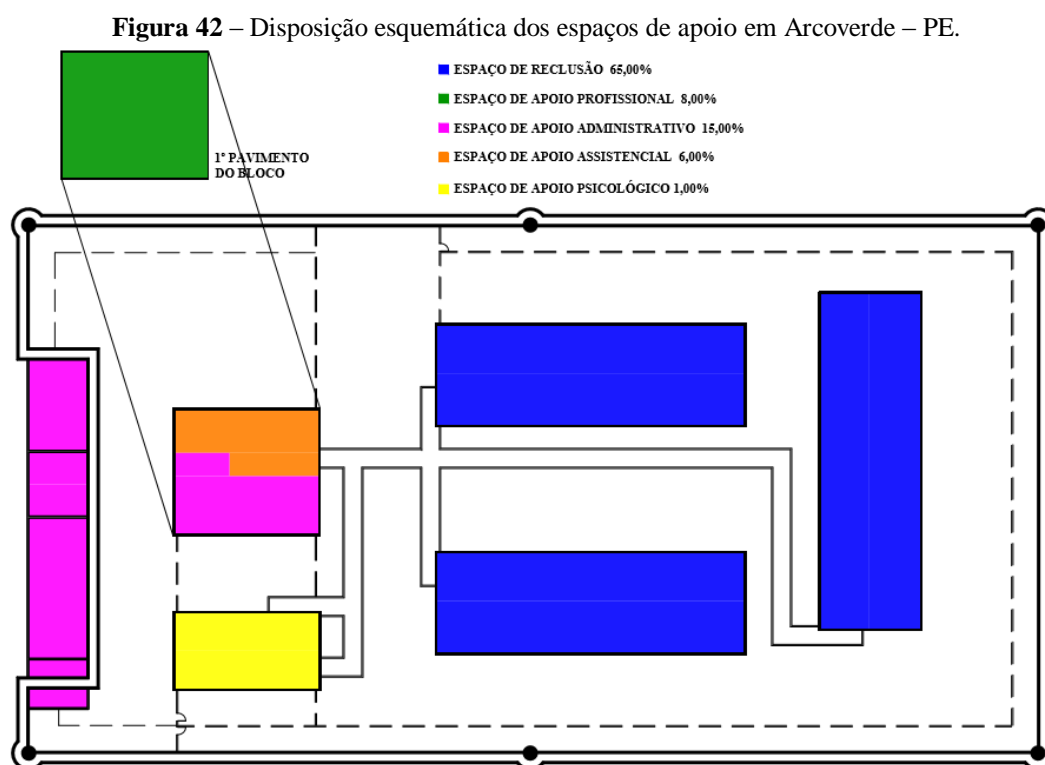 Figura 42 – Disposição esquemática dos espaços de apoio em Arcoverde – PE.
ESPAÇO DE RECLUSÃO 65,00%
ESPAÇO DE APOIO PROFISSIONAL 8,00%
ESPAÇO DE APOIO ADMINISTRATIVO 15,00%
ESPAÇO DE APOIO ASSISTENCIAL 6,00%
ESPAÇO DE APOIO PSICOLÓGICO 1,00%
1º PAVIMENTO
DO BLOCO